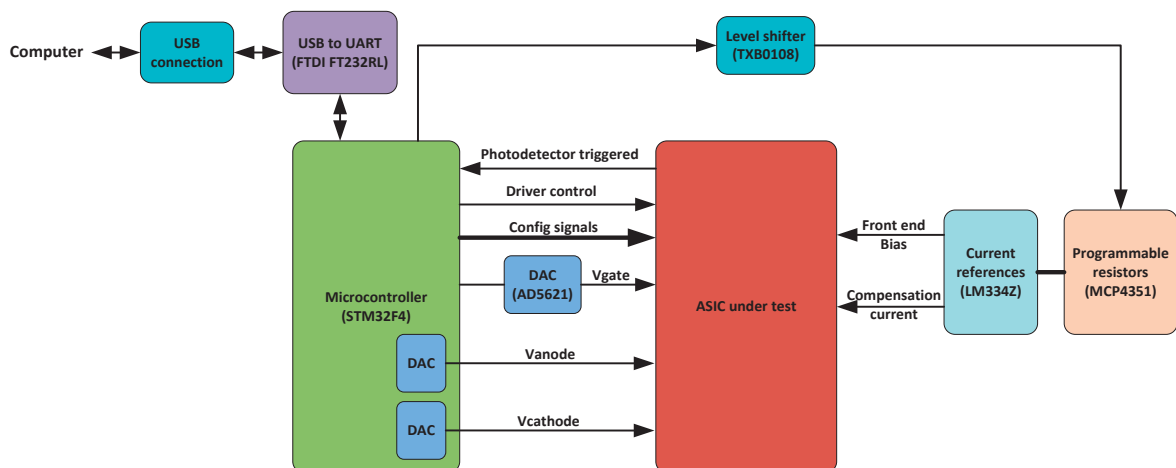 Computer
USB
connection
USB to UART
(FTDI FT232RL)
Level shifter
(TXB0108)
Photodetector triggered
Driver control
Config signals
DAC
(AD5621)
Vgate
Microcontroller
(STM32F4)
DAC
Vanode
DAC
Vcathode
ASIC under test
Front end
Bias
Compensation
current
Current
references
(LM334Z)
Programmable
resistors
(MCP4351)